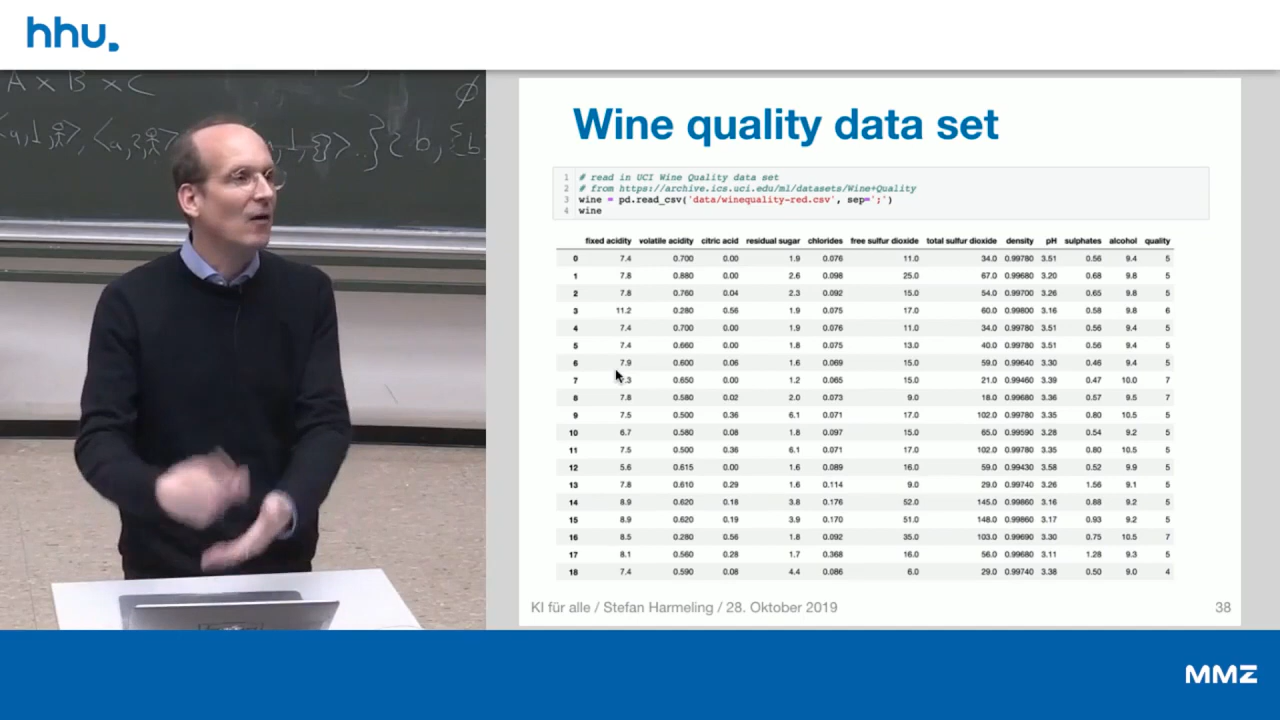 hhu.
A x B x C
Wine quality data set
1 # read in UCI Wine Quality data set
2 # from https://archive.ics.uci.edu/ml/datasets/Wine+Quality
3 wine = pd.read_csv('data/winequality-red.csv', sep=';')
4 wine
fixed acidity volatile acidity citric acid residual sugar chlorides free sulfur dioxide total sulfur dioxide density pH sulphates alcohol quality
0 7.4 0.700 0.00 1.9 0.076 11.0 34.0 0.99780 3.51 0.56 9.4 5
1 7.8 0.880 0.00 2.6 0.098 25.0 67.0 0.99680 3.20 0.68 9.8 5
2 7.8 0.760 0.04 2.3 0.092 15.0 54.0 0.99700 3.26 0.65 9.8 5
3 11.2 0.280 0.56 1.9 0.075 17.0 60.0 0.99800 3.16 0.58 9.8 6
4 7.4 0.700 0.00 1.9 0.076 11.0 34.0 0.99780 3.51 0.56 9.4 5
5 7.4 0.660 0.00 1.8 0.075 13.0 40.0 0.99780 3.51 0.56 9.4 5
6 7.9 0.600 0.06 1.6 0.069 15.0 59.0 0.99640 3.30 0.46 9.4 5
7 0.650 0.00 1.2 0.065 15.0 21.0 0.99460 3.39 0.47 10.0 7
8 7.8 0.580 0.02 2.0 0.073 9.0 18.0 0.99680 3.36 0.57 9.5 7
9 7.5 0.500 0.36 6.1 0.071 17.0 102.0 0.99780 3.35 0.80 10.5 5
10 6.7 0.580 0.08 1.8 0.097 15.0 65.0 0.99590 3.28 0.54 9.2 5
11 7.5 0.500 0.36 6.1 0.071 17.0 102.0 0.99780 3.35 0.80 10.5 5
12 5.6 0.615 0.00 1.6 0.089 16.0 59.0 0.99430 3.58 0.52 9.9 5
13 7.8 0.610 0.29 1.6 0.114 9.0 29.0 0.99740 3.26 1.56 9.1 5
14 8.9 0.620 0.18 3.8 0.176 52.0 145.0 0.99860 3.16 0.88 9.2 5
15 8.9 0.620 0.19 3.9 0.170 51.0 148.0 0.99860 3.17 0.93 9.2 5
16 8.5 0.280 0.56 1.8 0.092 35.0 103.0 0.99690 3.30 0.75 10.5 7
17 8.1 0.560 0.28 1.7 0.368 16.0 56.0 0.99680 3.11 1.28 9.3 5
18 7.4 0.590 0.08 4.4 0.086 6.0 29.0 0.99740 3.38 0.50 9.0 4
KI für alle / Stefan Harmeling / 28. Oktober 2019 38
MMZ